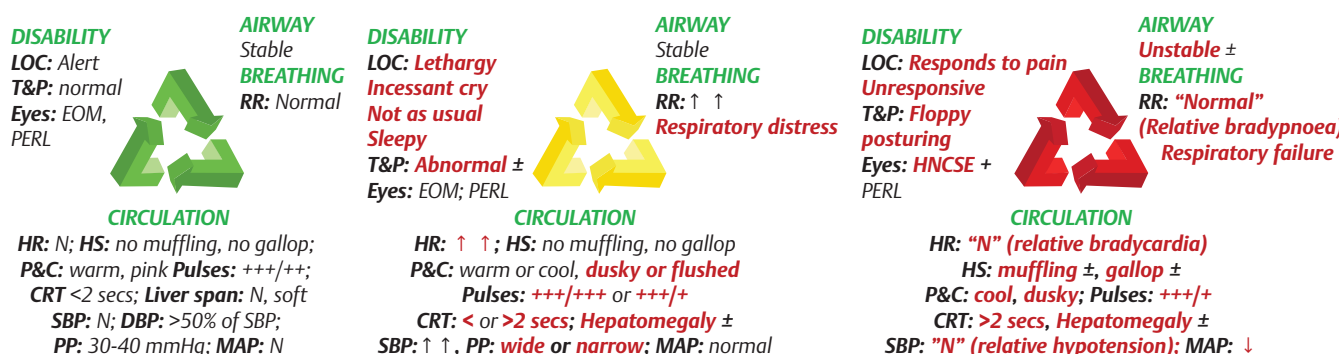 DISABILITY
LOC: Alert
T&P: normal
Eyes: EOM,
PERL
AIRWAY
Stable
BREATHING
RR: Normal
CIRCULATION
HR: N; HS: no muffling, no gallop;
P&C: warm, pink Pulses: +++/++;
CRT <2 secs; Liver span: N, soft
SBP: N; DBP: >50% of SBP;
PP: 30-40 mmHg; MAP: N
DISABILITY
LOC: Lethargy
Incessant cry
Not as usual
Sleepy
T&P: Abnormal ±
Eyes: EOM; PERL
AIRWAY
Stable
BREATHING
RR: ↑ ↑
Respiratory distress
CIRCULATION
HR: ↑ ↑; HS: no muffling, no gallop
P&C: warm or cool, dusky or flushed
Pulses: +++/+++ or +++/+
CRT: < or >2 secs; Hepatomegaly ±
SBP: ↑ ↑, PP: wide or narrow; MAP: normal
DISABILITY
LOC: Responds to pain
Unresponsive
T&P: Floppy
posturing
Eyes: HNCSE +
PERL
AIRWAY
Unstable ±
BREATHING
RR: “Normal”
(Relative bradypnoea)
Respiratory failure
CIRCULATION
HR: “N” (relative bradycardia)
HS: muffling ±, gallop ±
P&C: cool, dusky; Pulses: +++/+
CRT: >2 secs, Hepatomegaly ±
SBP: “N” (relative hypotension); MAP: ↓